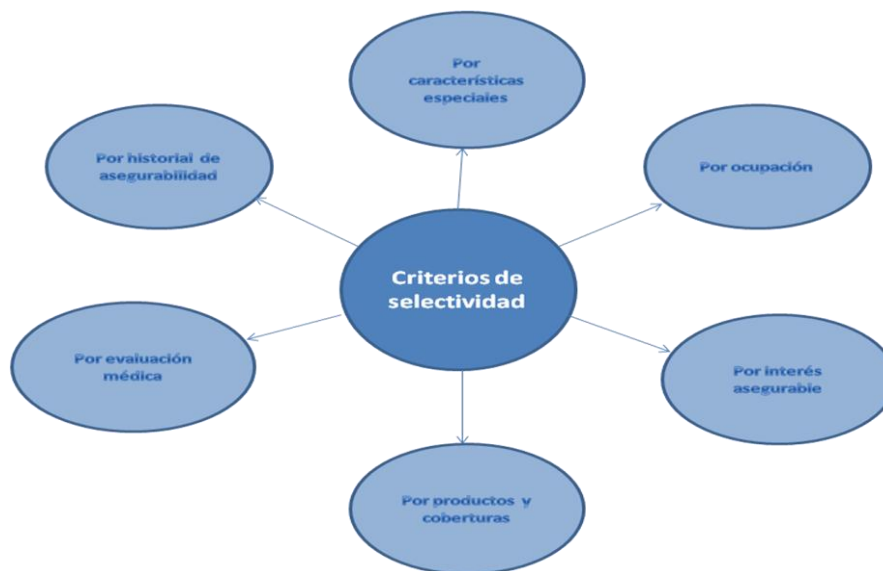 Por
características
especiales
Por historial de
asegurabilidad
Por ocupación
Criterios de
selectividad
Por evaluación
médica
Por interés
asegurable
Por productos y
coberturas